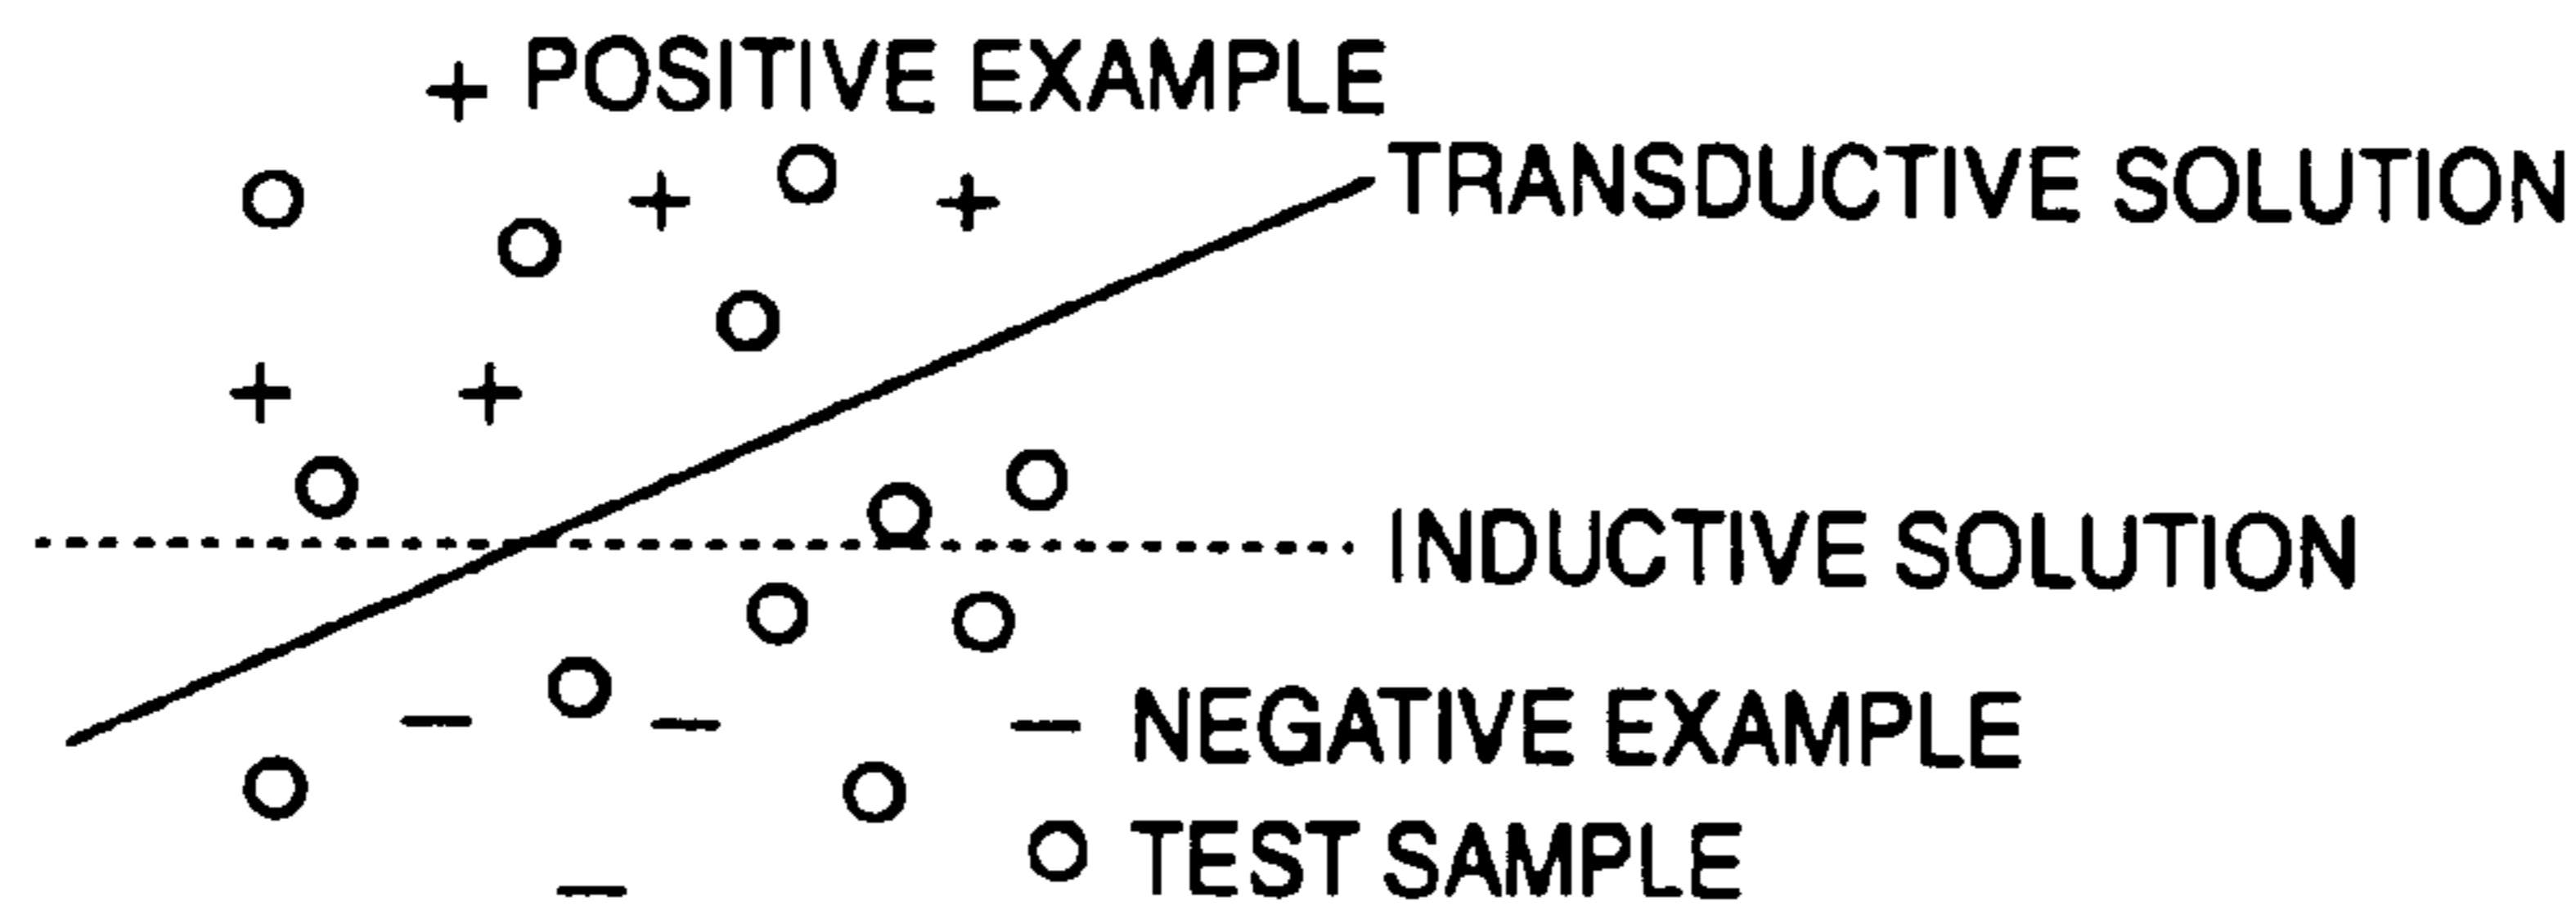 + POSITIVE EXAMPLE
TRANSDUCTIVE SOLUTION
INDUCTIVE SOLUTION
– NEGATIVE EXAMPLE
O TEST SAMPLE